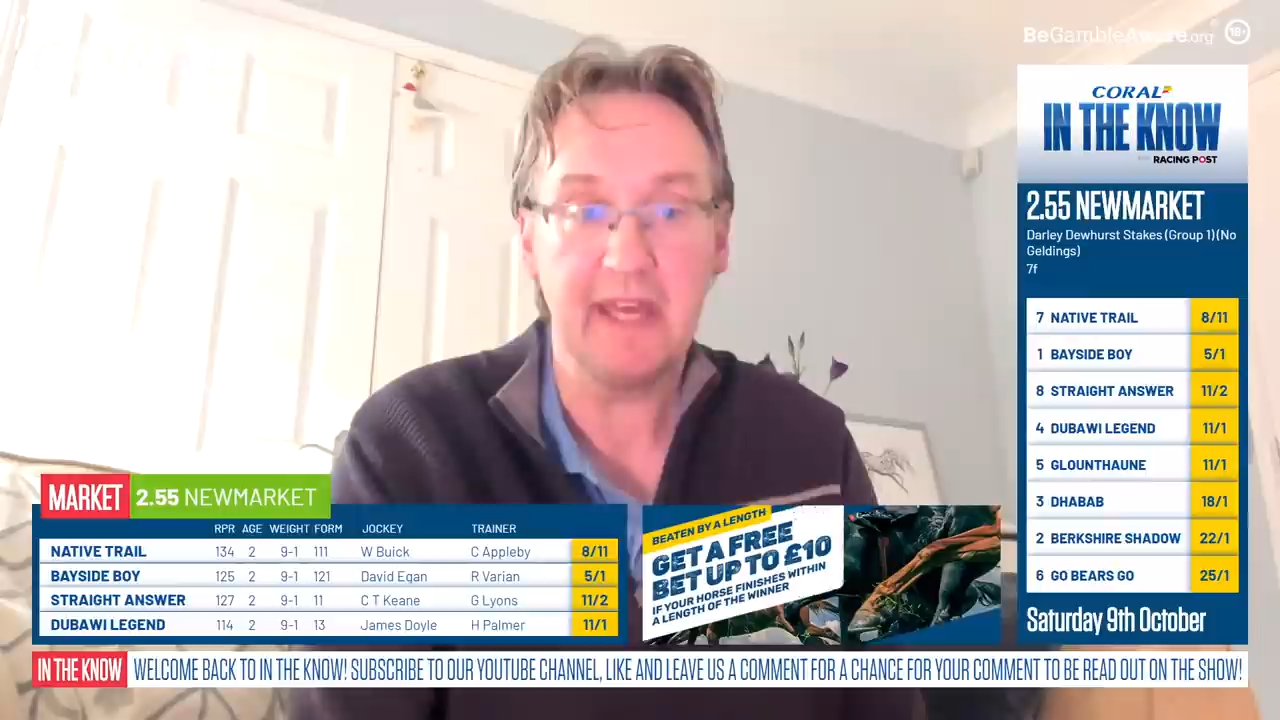 BeGambleAware.org 18+
CORAL
IN THE KNOW
RACING POST
2.55 NEWMARKET
Darley Dewhurst Stakes (Group 1) (No
Geldings)
7f
7 NATIVE TRAIL 8/11
1 BAYSIDE BOY 5/1
8 STRAIGHT ANSWER 11/2
4 DUBAWI LEGEND 11/1
5 GLOUNTHAUNE 11/1
3 DHABAB 18/1
2 BERKSHIRE SHADOW 22/1
6 GO BEARS GO 25/1
Saturday 9th October
MARKET 2.55 NEWMARKET
RPR AGE WEIGHT FORM JOCKEY TRAINER
NATIVE TRAIL 134 2 9-1 111 W Buick C Appleby 8/11
BAYSIDE BOY 125 2 9-1 121 David Egan R Varian 5/1
STRAIGHT ANSWER 127 2 9-1 11 C T Keane G Lyons 11/2
DUBAWI LEGEND 114 2 9-1 13 James Doyle H Palmer 11/1
BEATEN BY A LENGTH
GET A FREE
BET UP TO £10
IF YOUR HORSE FINISHES WITHIN
A LENGTH OF THE WINNER
IN THE KNOW WELCOME BACK TO IN THE KNOW! SUBSCRIBE TO OUR YOUTUBE CHANNEL, LIKE AND LEAVE US A COMMENT FOR A CHANCE FOR YOUR COMMENT TO BE READ OUT ON THE SHOW!